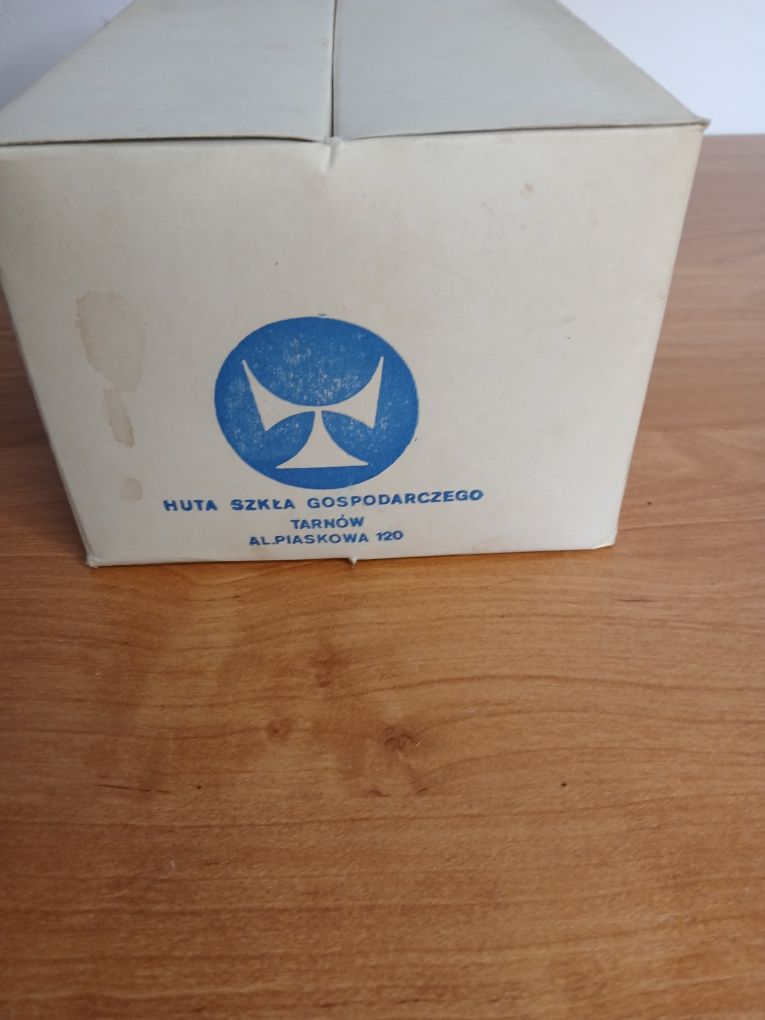 HUTA SZKŁA GOSPODARCZEGO
TARNÓW
AL.PIASKOWA 120